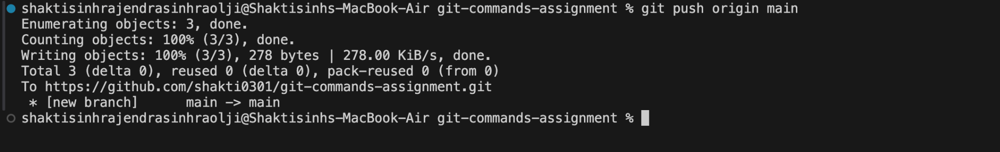 shaktisinhrajendrasinhraolji@Shaktisinhs-MacBook-Air git-commands-assignment % git push origin main
Enumerating objects: 3, done.
Counting objects: 100% (3/3), done.
Writing objects: 100% (3/3), 278 bytes | 278.00 KiB/s, done.
Total 3 (delta 0), reused 0 (delta 0), pack-reused 0 (from 0)
To https://github.com/shakti0301/git-commands-assignment.git
 * [new branch]      main -> main
shaktisinhrajendrasinhraolji@Shaktisinhs-MacBook-Air git-commands-assignment %